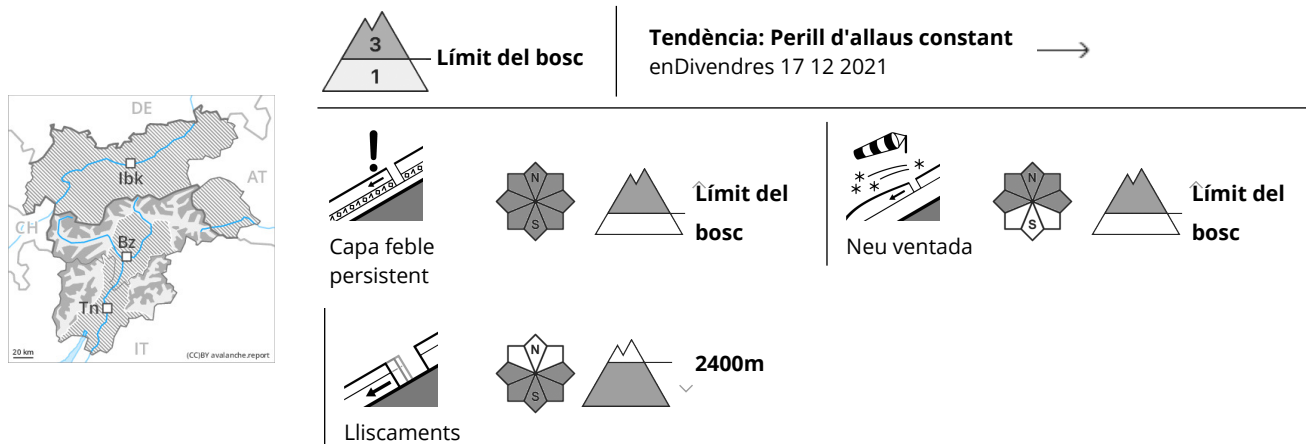 3
1
Límit del bosc
Tendència: Perill d'allaus constant
enDivendres 17 12 2021
DE
AT
CH
IT
Ibk
Bz
Tn
20 km
(CC)BY avalanche.report
N
S
Límit del
bosc
Capa feble
persistent
N
S
Límit del
bosc
Neu ventada
N
S
2400m
Lliscaments